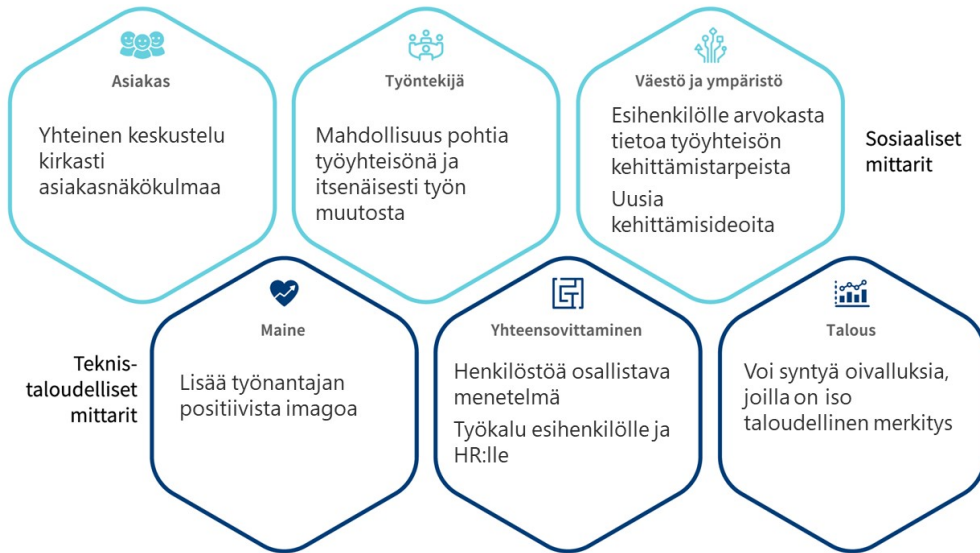 Asiakas
Yhteinen keskustelu
kirkasti
asiakasnäkökulmaa
Työntekijä
Mahdollisuus pohtia
työyhteisönä ja
itsenäisesti työn
muutosta
Väestö ja ympäristö
Esihenkilölle arvokasta
tietoa työyhteisön
kehittämistarpeista
Uusia
kehittämisideoita
Sosiaaliset
mittarit
Teknis-
taloudelliset
mittarit
Maine
Lisää työnantajan
positiivista imagoa
Yhteensovittaminen
Henkilöstöä osallistava
menetelmä
Työkalu esihenkilölle ja
HR:lle
Talous
Voi syntyä oivalluksia,
joilla on iso
taloudellinen merkitys